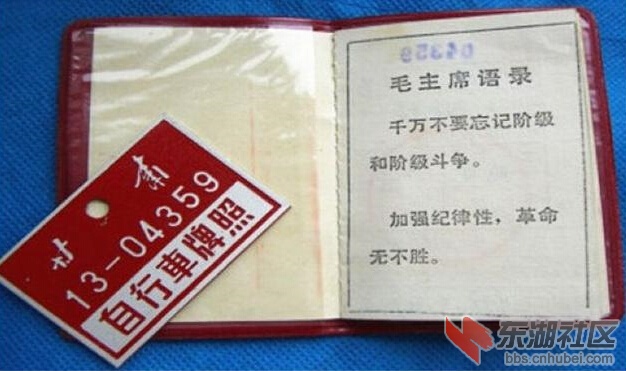 04359
毛主席语录
千万不要忘记阶级
和阶级斗争。
加强纪律性，革命
无不胜。
甘肃
13-04359
自行車牌照
东湖社区
bbs.cnhubei.com